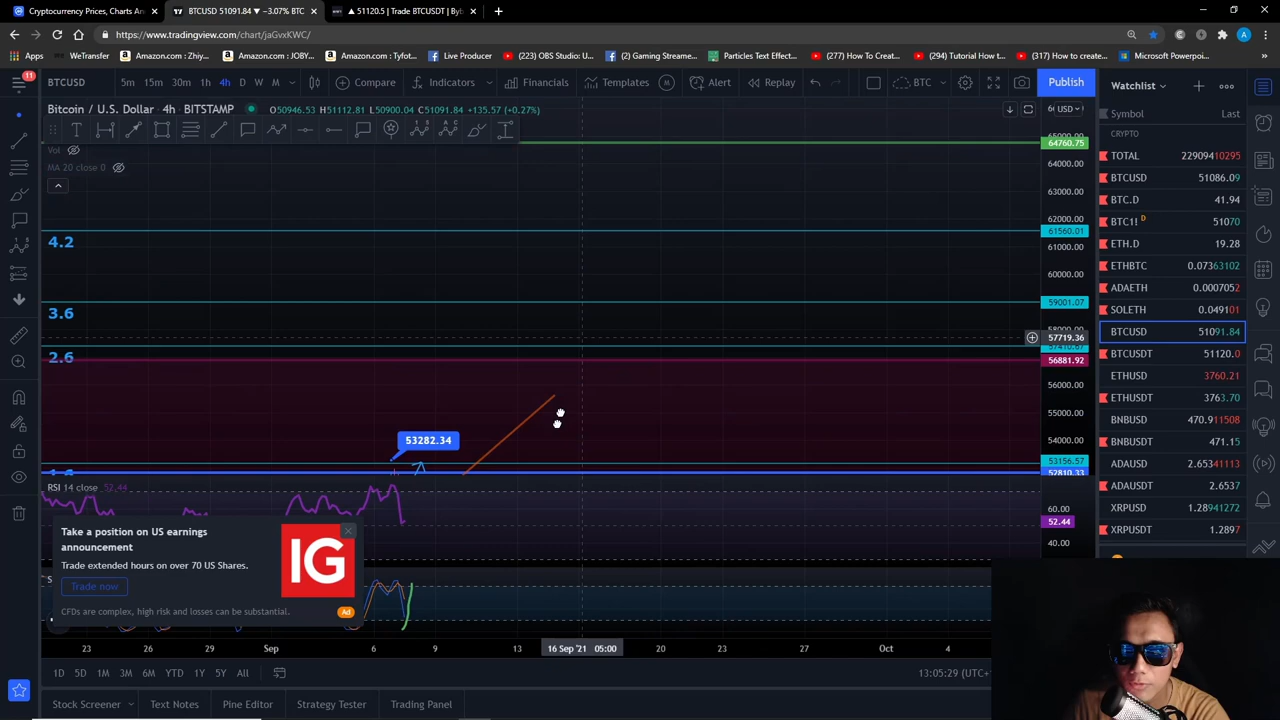 Cryptocurrency Prices, Charts An
BTCUSD 51091.84 ▼−3.07% BTC
▲ 51120.5 | Trade BTCUSDT | Byb
https://www.tradingview.com/chart/jaGvxKWC/
Apps
WeTransfer
Amazon.com : Zhiy...
Amazon.com : JOBY...
Amazon.com : Tyfot...
Live Producer
(223) OBS Studio: U...
(2) Gaming Streame...
Particles Text Effect...
(277) How To Creat...
(294) Tutorial How t...
(317) How to create...
Microsoft Powerpoi...
11
BTCUSD 5m 15m 30m 1h 4h D W M
Compare Indicators Financials Templates Alert Replay BTC Publish
Bitcoin / U.S. Dollar 4h BITSTAMP O50946.53 H51112.81 L50900.04 C51091.84 +135.57 (+0.27%)
USD
Vol
MA 20 close 0
64760.75
64000.00
63000.00
62000.00
4.2
61560.01
61000.00
60000.00
3.6
59001.07
57719.36
2.6
56881.92
56000.00
55000.00
53282.34
54000.00
53156.57
52810.33
RSI 14 close 52.44
60.00
52.44
40.00
Take a position on US earnings
announcement
Trade extended hours on over 70 US Shares.
Trade now
CFDs are complex, high risk and losses can be substantial.
Ad
IG
23 26 29 Sep 6 9 13 16 Sep '21 05:00 20 23 27 Oct 4
1D 5D 1M 3M 6M YTD 1Y 5Y All
13:05:29 (UTC+
Stock Screener Text Notes Pine Editor Strategy Tester Trading Panel
Watchlist
Symbol Last
CRYPTO
TOTAL 22909410295
BTCUSD 51086.09
BTC.D 41.94
BTC1! D 51070
ETH.D 19.28
ETHBTC 0.07363102
ADAETH 0.0007052
SOLETH 0.049101
BTCUSD 51091.84
BTCUSDT 51120.0
ETHUSD 3760.21
ETHUSDT 3763.70
BNBUSD 470.911508
BNBUSDT 471.15
ADAUSD 2.65341113
ADAUSDT 2.6537
XRPUSD 1.28941272
XRPUSDT 1.2897